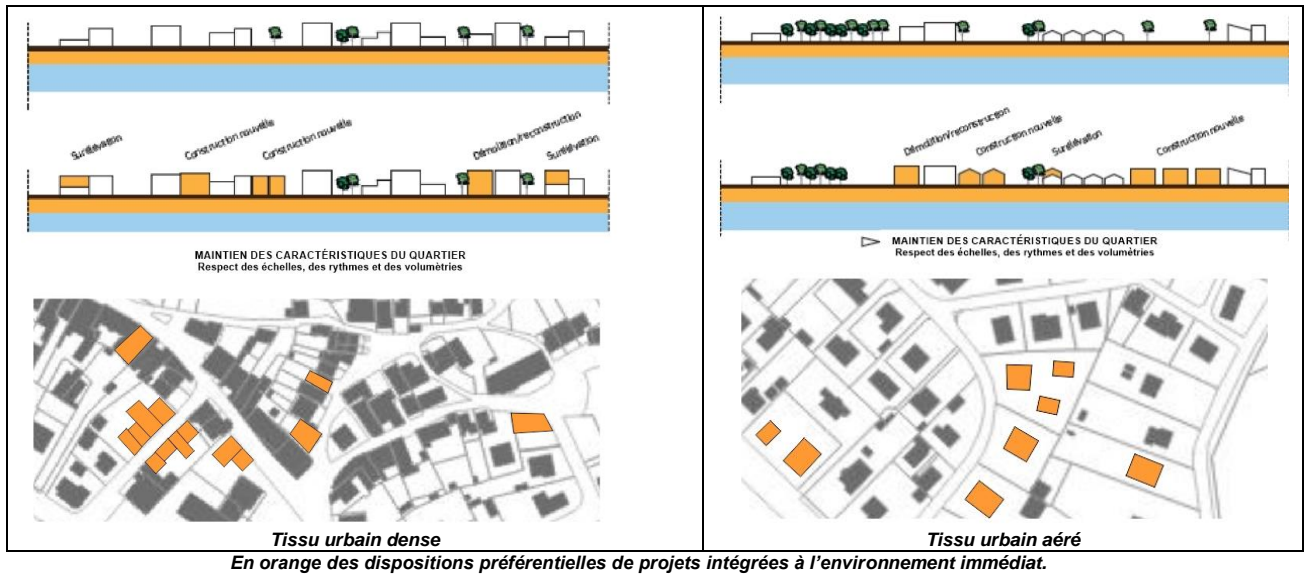 Surélévation
Construction nouvelle
Construction nouvelle
Démolition/reconstruction
Surélévation
MAINTIEN DES CARACTÉRISTIQUES DU QUARTIER
Respect des échelles, des rythmes et des volumètries
Tissu urbain dense
Démolition/reconstruction
Construction nouvelle
Surélévation
Construction nouvelle
MAINTIEN DES CARACTÉRISTIQUES DU QUARTIER
Respect des échelles, des rythmes et des volumètries
Tissu urbain aéré
En orange des dispositions préférentielles de projets intégrées à l'environnement immédiat.